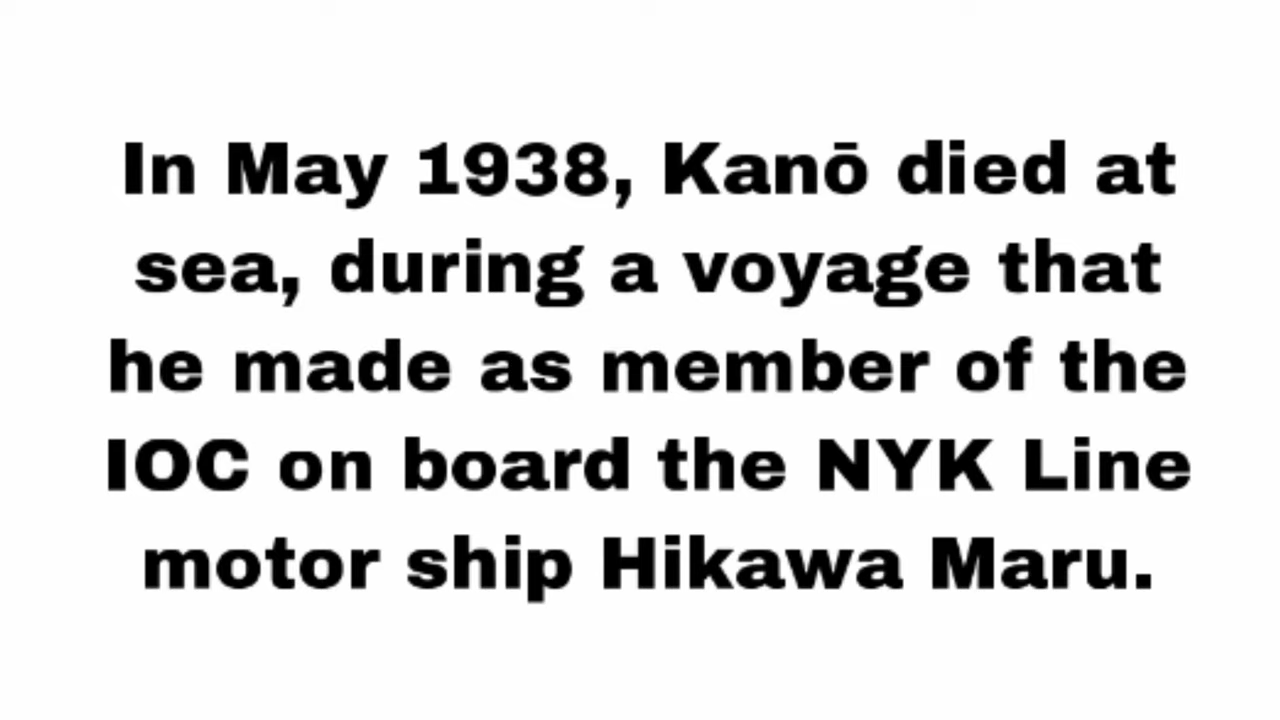 In May 1938, Kanō died at
sea, during a voyage that
he made as member of the
IOC on board the NYK Line
motor ship Hikawa Maru.